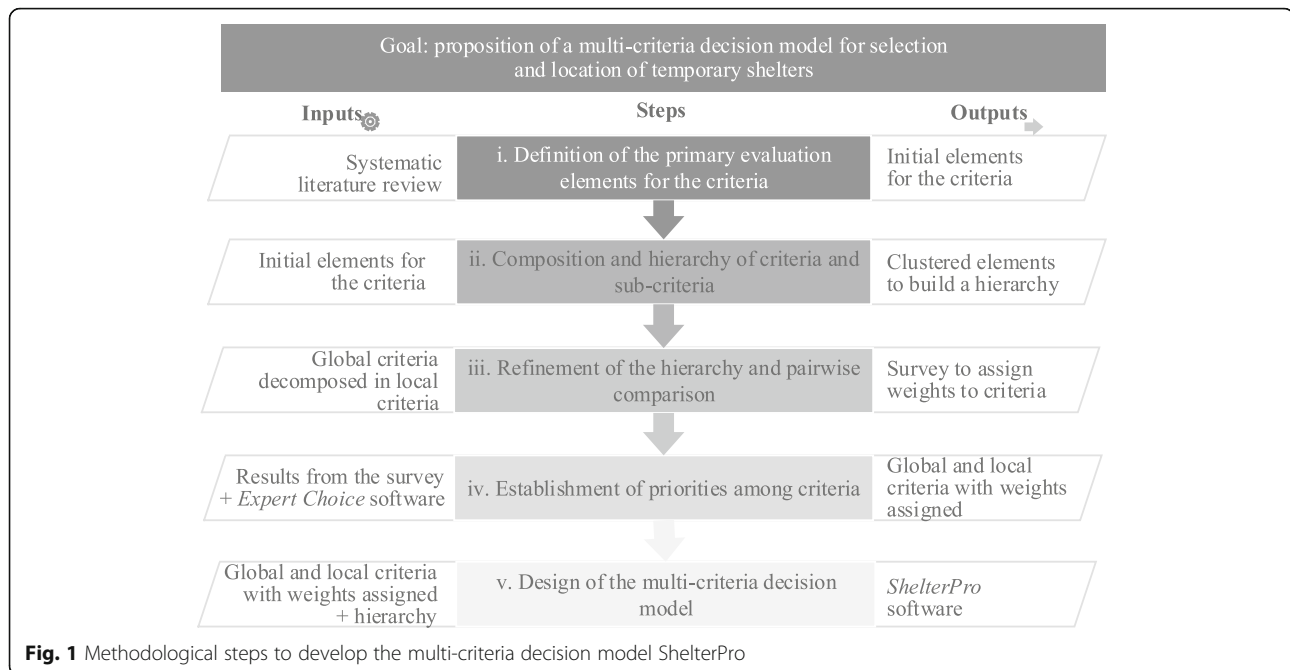 Goal: proposition of a multi-criteria decision model for selection
and location of temporary shelters
Inputs
Steps
Outputs
Systematic
literature review
i. Definition of the primary evaluation
elements for the criteria
Initial elements
for the criteria
Initial elements for
the criteria
ii. Composition and hierarchy of criteria and
sub-criteria
Clustered elements
to build a hierarchy
Global criteria
decomposed in local
criteria
iii. Refinement of the hierarchy and pairwise
comparison
Survey to assign
weights to criteria
Results from the survey
+ Expert Choice software
iv. Establishment of priorities among criteria
Global and local
criteria with weights
assigned
Global and local criteria
with weights assigned
+ hierarchy
v. Design of the multi-criteria decision
model
ShelterPro
software
Fig. 1 Methodological steps to develop the multi-criteria decision model ShelterPro